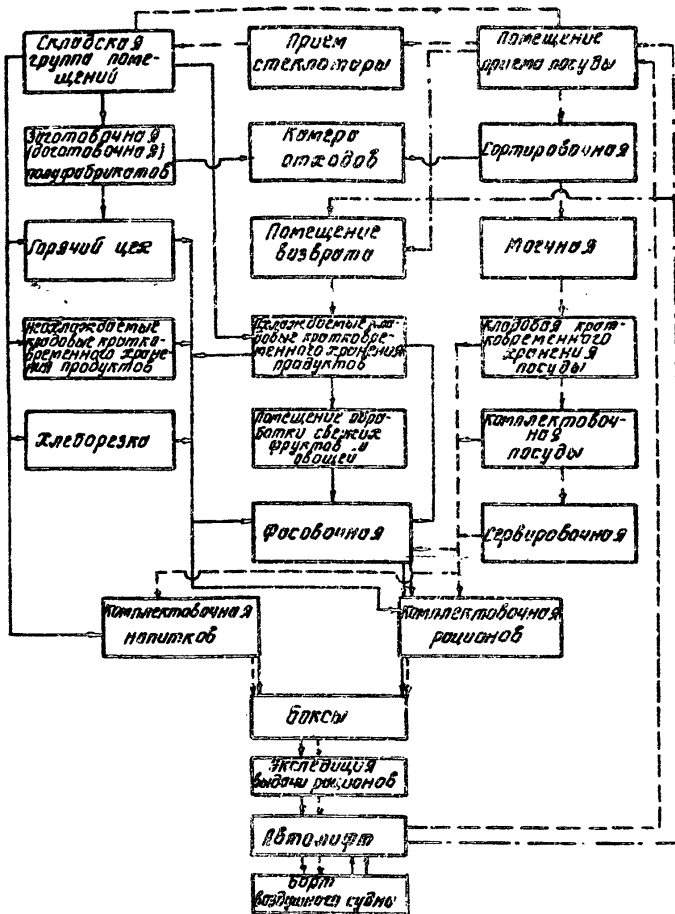 Складская
группа поме-
щений
Прием
стеклотары
Помещение
приема посуды
Заготовочная
(доготовочная)
полуфабрикатов
Камера
отходов
Сортировочная
Горячий цех
Помещение
возврата
Моечная
Неохлаждаемые
кладовые кратко-
временного хране-
ния продуктов
Охлаждаемые кла-
довые кратковре-
менного хранения
продуктов
Кладовая крат-
ковременного
хранения
посуды
Хлеборезка
Помещение обра-
ботки свежих
фруктов и
овощей
Комплектовоч-
ная
посуды
Фасовочная
Сервировочная
Комплектовочная
напитков
Комплектовочная
рационов
Боксы
Экспедиция
выдачи рационов
Автолифт
Борт
воздушного судны